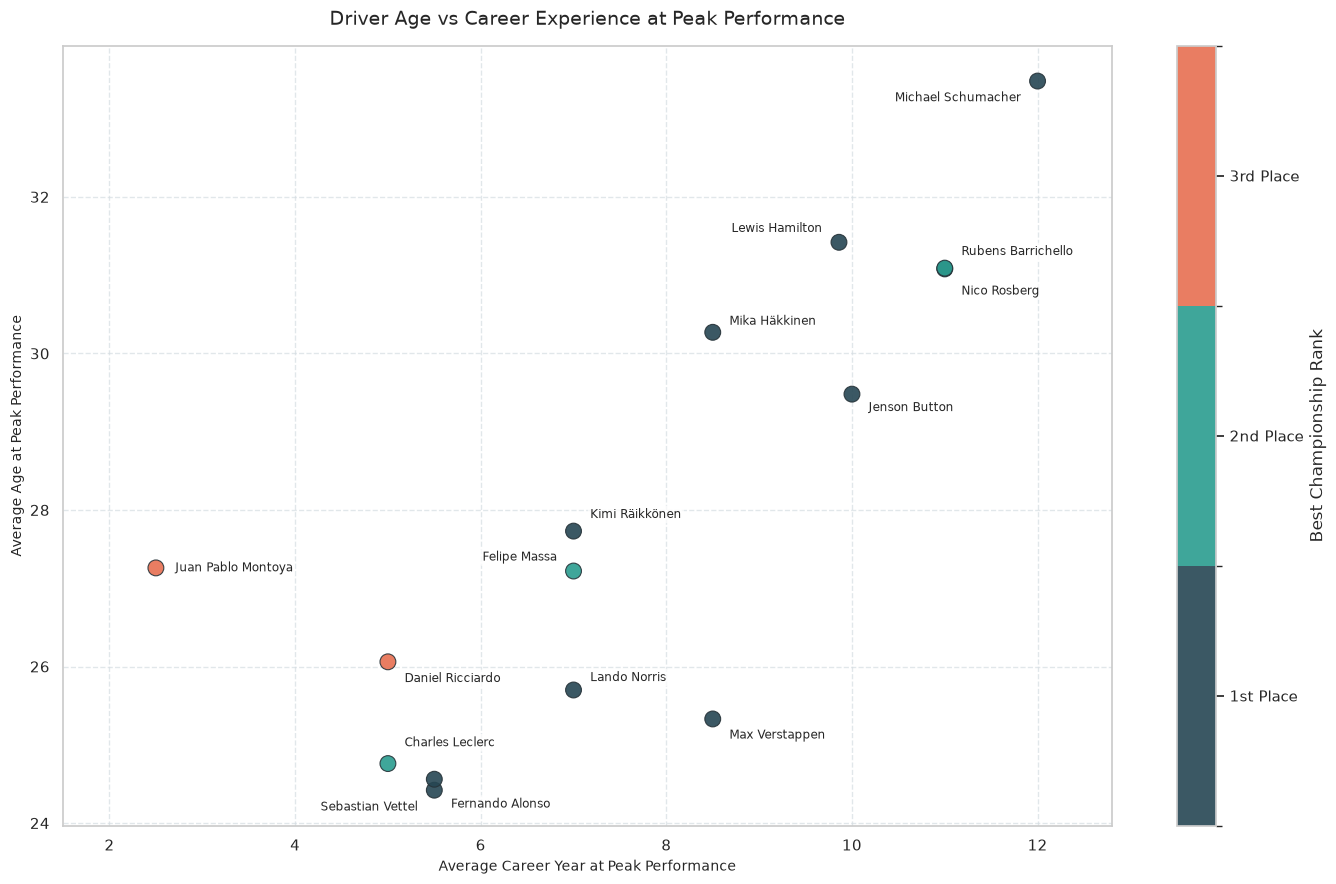 Driver Age vs Career Experience at Peak Performance
Michael Schumacher
Lewis Hamilton
Rubens Barrichello
Nico Rosberg
Mika Häkkinen
Jenson Button
Kimi Räikkönen
Felipe Massa
Juan Pablo Montoya
Daniel Ricciardo
Lando Norris
Max Verstappen
Charles Leclerc
Sebastian Vettel
Fernando Alonso
32
30
28
26
24
Average Age at Peak Performance
2
4
6
8
10
12
Average Career Year at Peak Performance
3rd Place
2nd Place
1st Place
Best Championship Rank